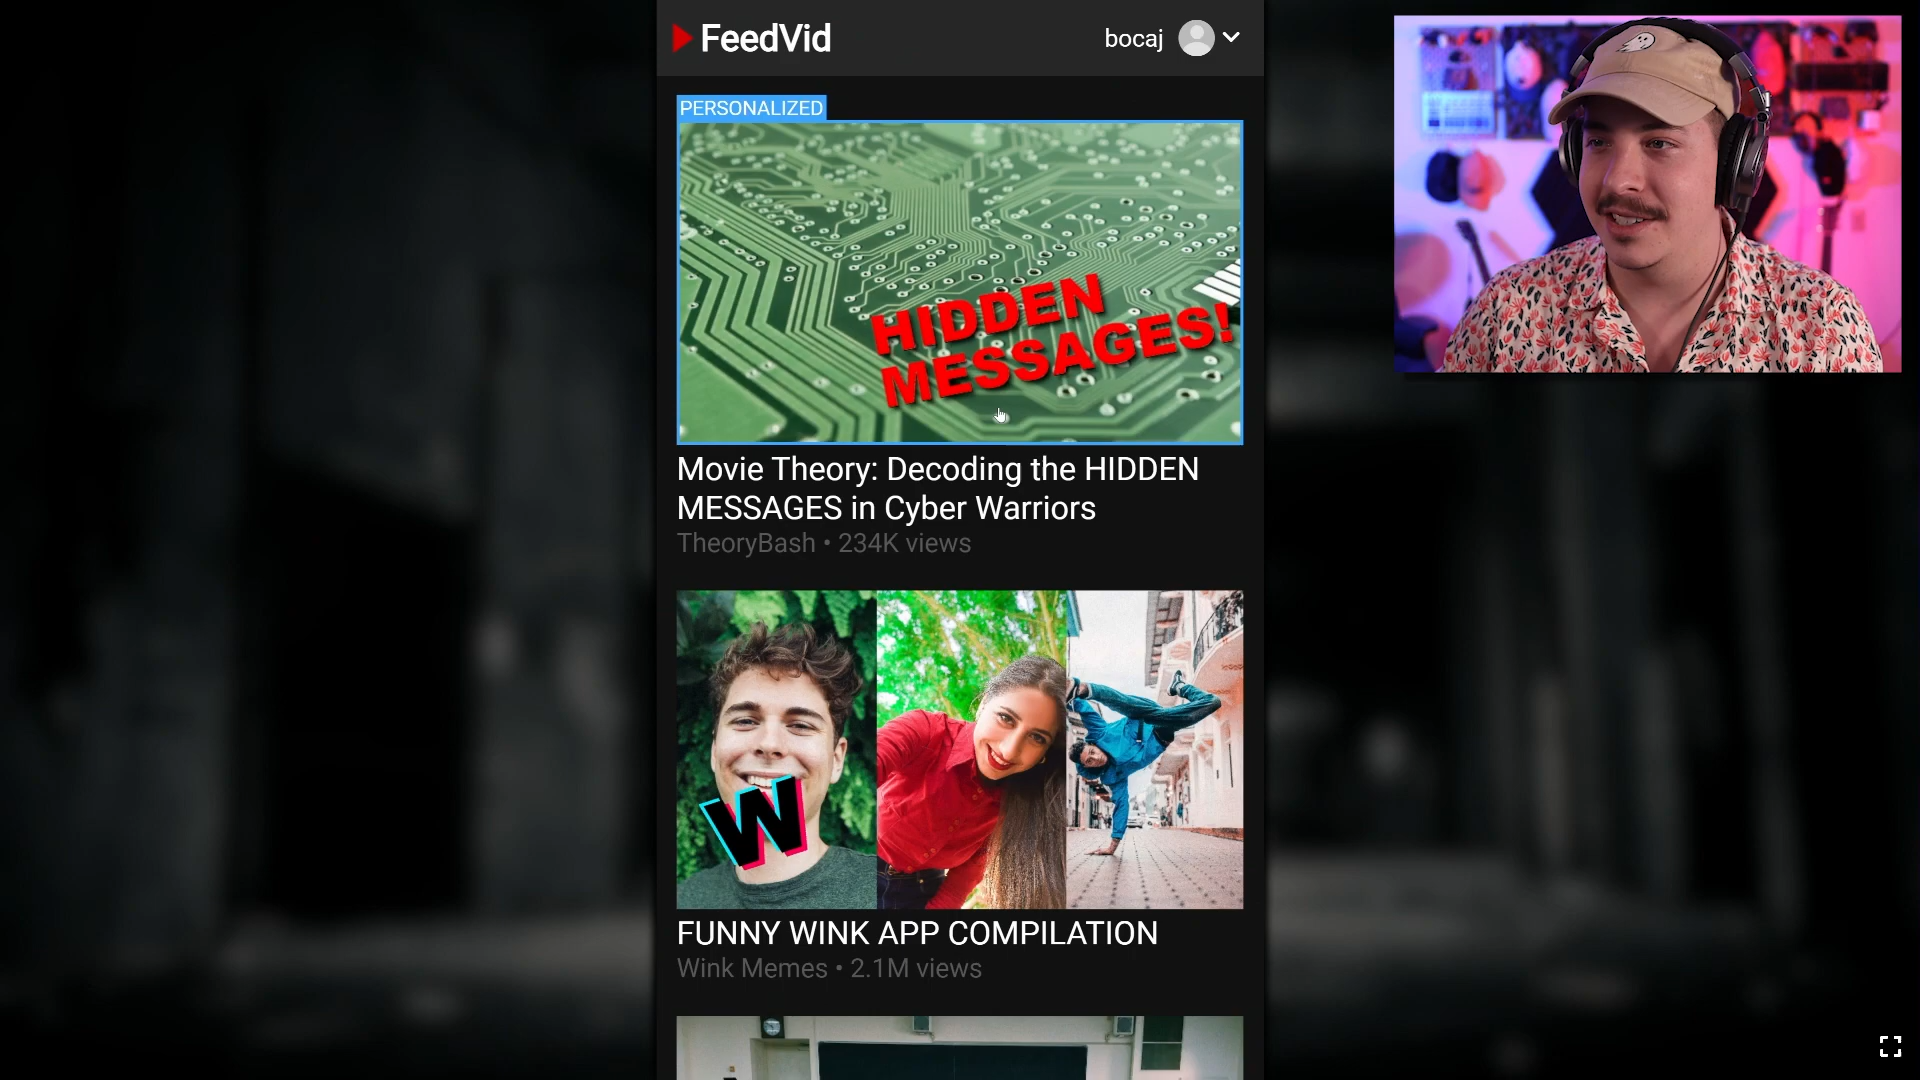 FeedVid
bocaj
PERSONALIZED
HIDDEN
MESSAGES!
Movie Theory: Decoding the HIDDEN
MESSAGES in Cyber Warriors
TheoryBash • 234K views
W
FUNNY WINK APP COMPILATION
Wink Memes • 2.1M views